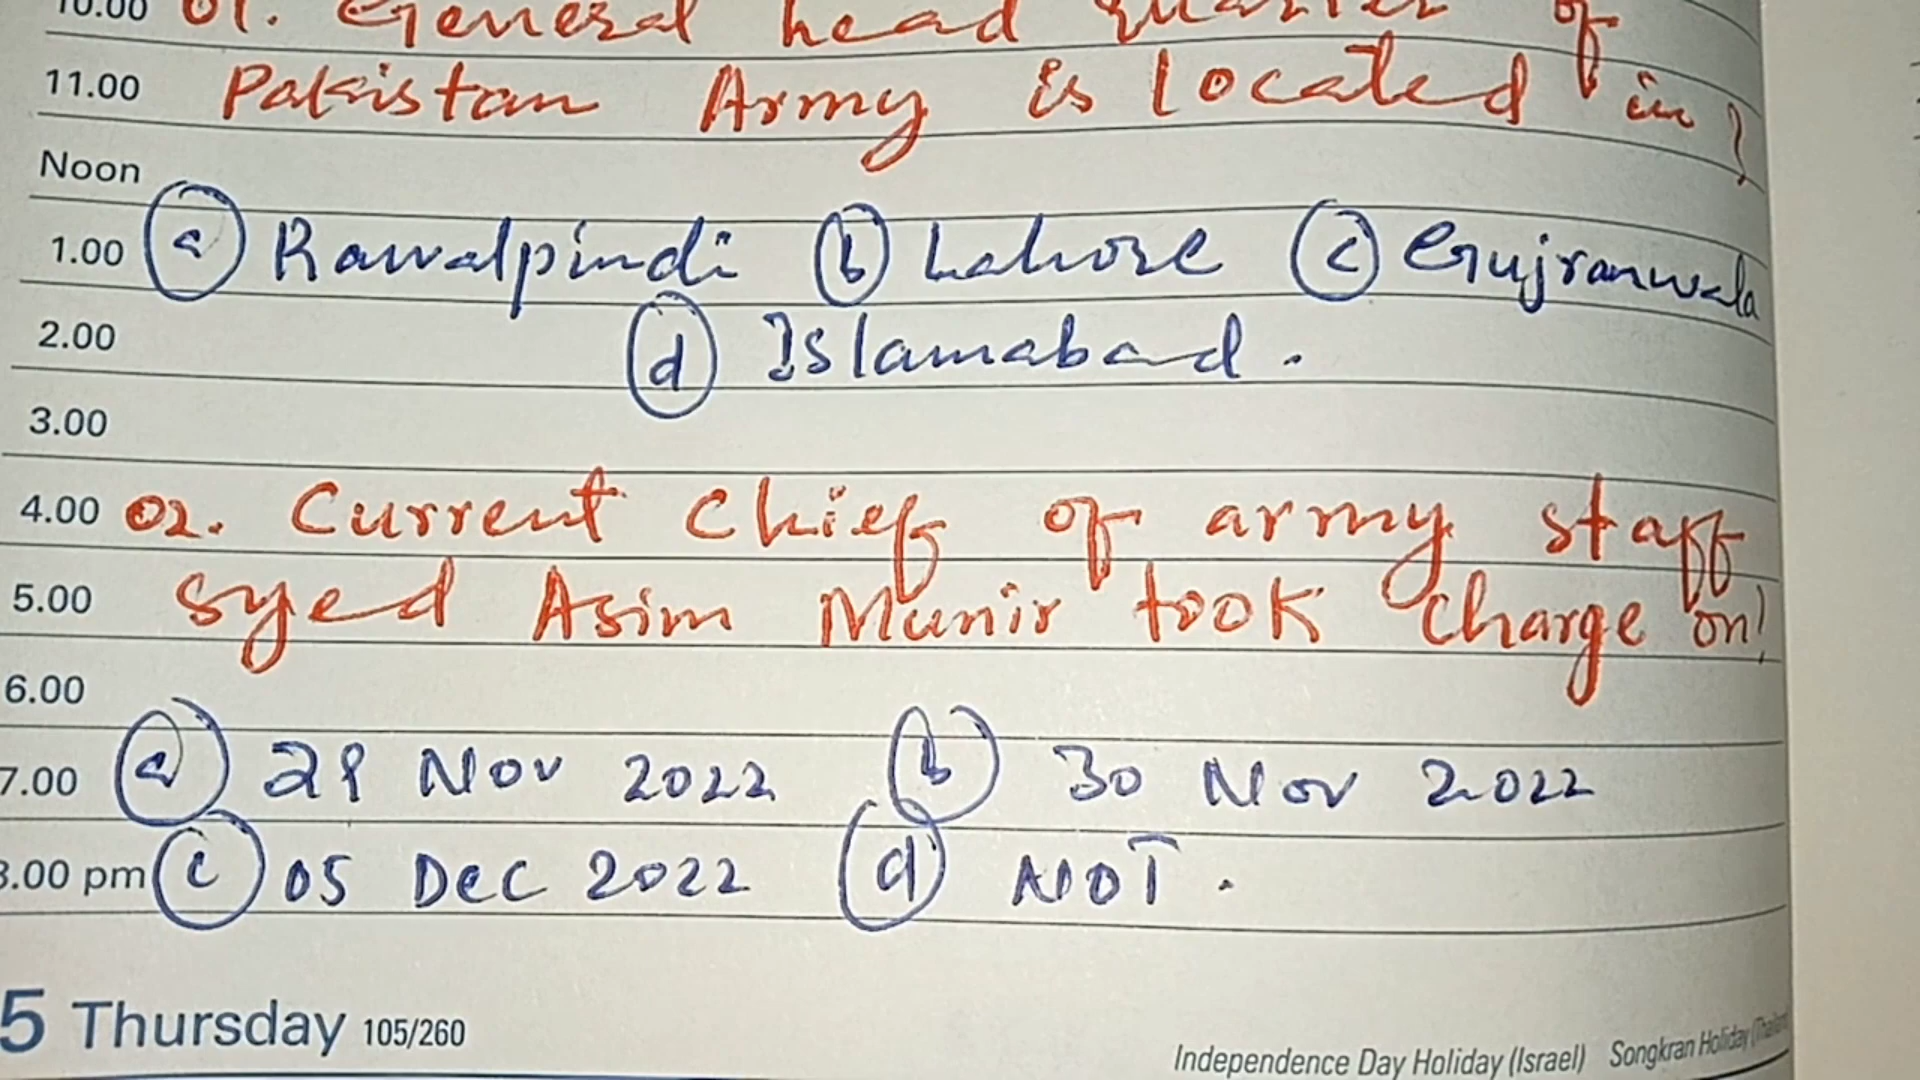 10.00 01. General head quarter of
11.00 Pakistan Army is located in?
Noon
1.00 (a) Rawalpindi (b) Lahore (c) Gujranwala
2.00 (d) Islamabad.
3.00
4.00 02. Current Chief of army staff
5.00 Syed Asim Munir took Charge on?
6.00
7.00 (a) 29 Nov 2022 (b) 30 Nov 2022
8.00 pm (c) 05 Dec 2022 (d) NOT.
5 Thursday 105/260
Independence Day Holiday (Israel) Songkran Holiday